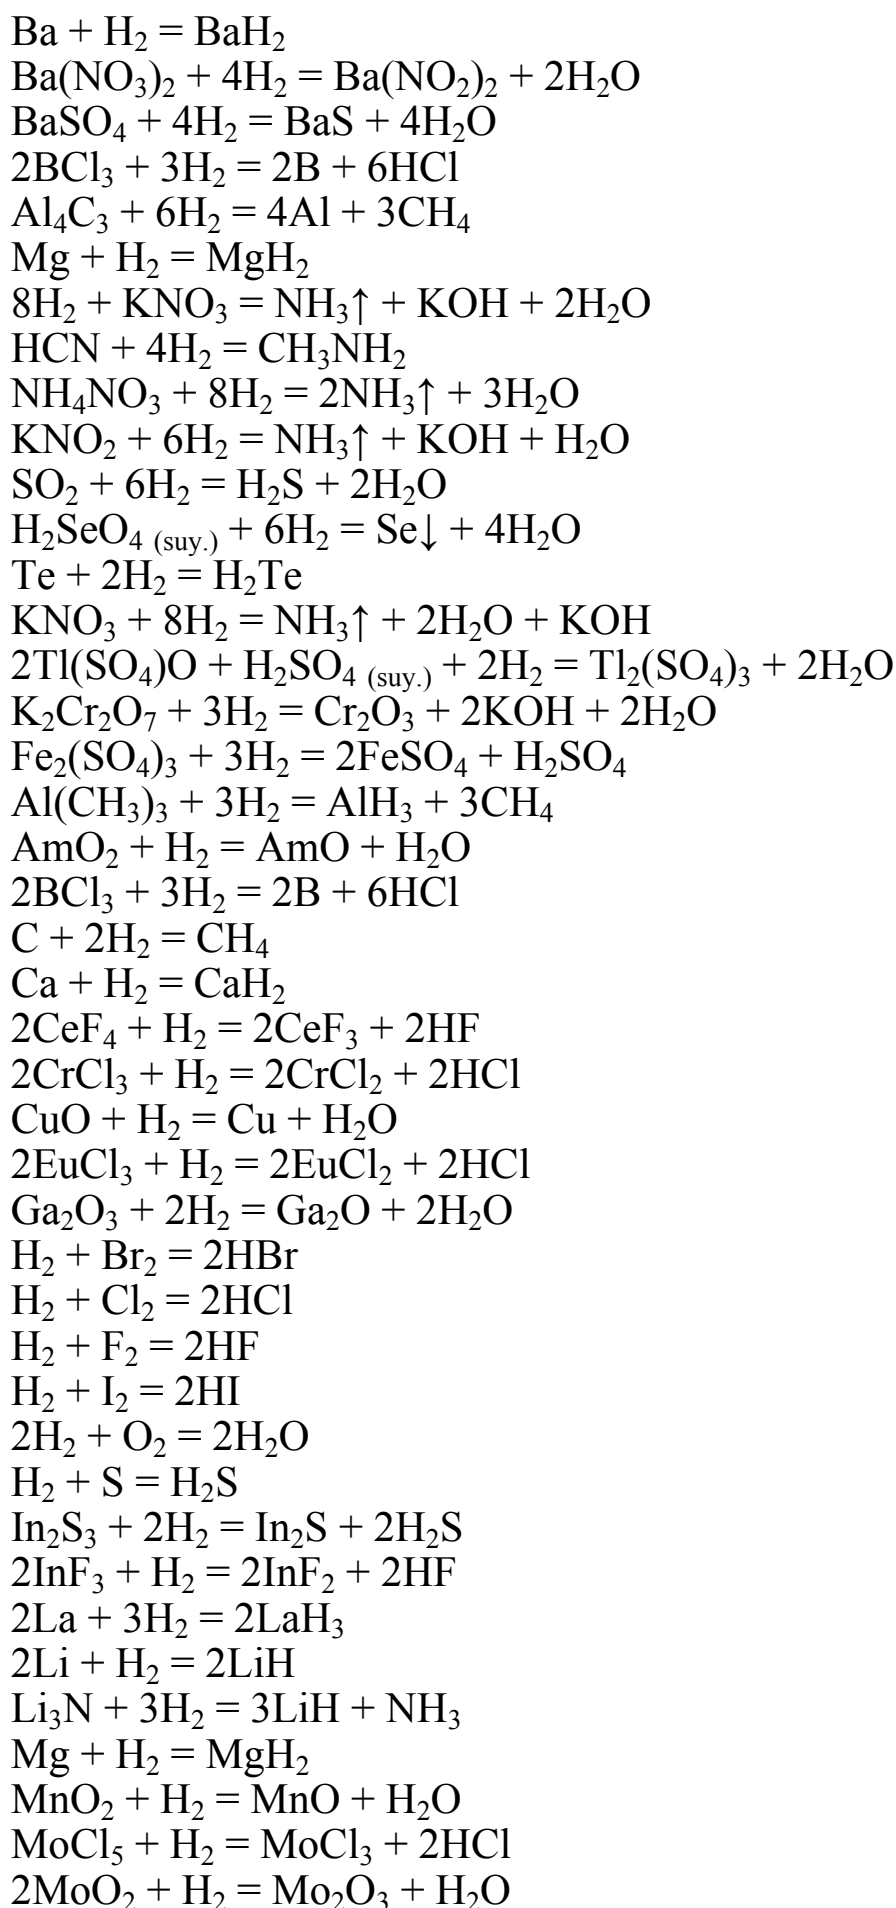 Ba + H₂ = BaH₂
Ba(NO₃)₂ + 4H₂ = Ba(NO₂)₂ + 2H₂O
BaSO₄ + 4H₂ = BaS + 4H₂O
2BCl₃ + 3H₂ = 2B + 6HCl
Al₄C₃ + 6H₂ = 4Al + 3CH₄
Mg + H₂ = MgH₂
8H₂ + KNO₃ = NH₃↑ + KOH + 2H₂O
HCN + 4H₂ = CH₃NH₂
NH₄NO₃ + 8H₂ = 2NH₃↑ + 3H₂O
KNO₂ + 6H₂ = NH₃↑ + KOH + H₂O
SO₂ + 6H₂ = H₂S + 2H₂O
H₂SeO₄ (suy.) + 6H₂ = Se↓ + 4H₂O
Te + 2H₂ = H₂Te
KNO₃ + 8H₂ = NH₃↑ + 2H₂O + KOH
2Tl(SO₄)O + H₂SO₄ (suy.) + 2H₂ = Tl₂(SO₄)₃ + 2H₂O
K₂Cr₂O₇ + 3H₂ = Cr₂O₃ + 2KOH + 2H₂O
Fe₂(SO₄)₃ + 3H₂ = 2FeSO₄ + H₂SO₄
Al(CH₃)₃ + 3H₂ = AlH₃ + 3CH₄
AmO₂ + H₂ = AmO + H₂O
2BCl₃ + 3H₂ = 2B + 6HCl
C + 2H₂ = CH₄
Ca + H₂ = CaH₂
2CeF₄ + H₂ = 2CeF₃ + 2HF
2CrCl₃ + H₂ = 2CrCl₂ + 2HCl
CuO + H₂ = Cu + H₂O
2EuCl₃ + H₂ = 2EuCl₂ + 2HCl
Ga₂O₃ + 2H₂ = Ga₂O + 2H₂O
H₂ + Br₂ = 2HBr
H₂ + Cl₂ = 2HCl
H₂ + F₂ = 2HF
H₂ + I₂ = 2HI
2H₂ + O₂ = 2H₂O
H₂ + S = H₂S
In₂S₃ + 2H₂ = In₂S + 2H₂S
2InF₃ + H₂ = 2InF₂ + 2HF
2La + 3H₂ = 2LaH₃
2Li + H₂ = 2LiH
Li₃N + 3H₂ = 3LiH + NH₃
Mg + H₂ = MgH₂
MnO₂ + H₂ = MnO + H₂O
MoCl₅ + H₂ = MoCl₃ + 2HCl
2MoO₂ + H₂ = Mo₂O₃ + H₂O